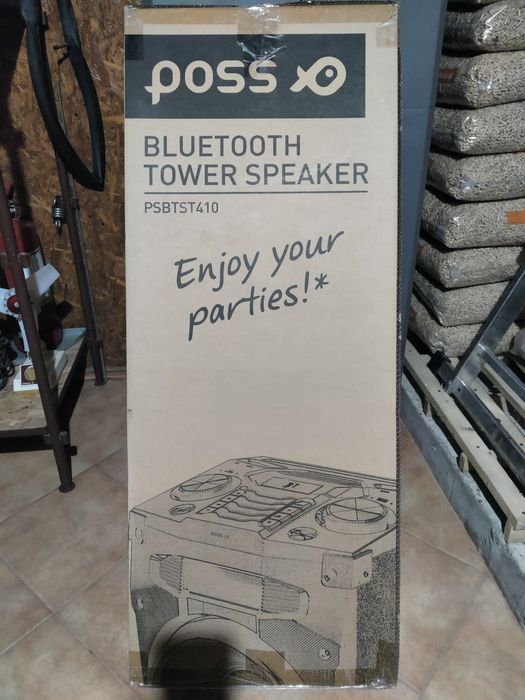 poss
BLUETOOTH
TOWER SPEAKER
PSBTST410
Enjoy your
parties!*